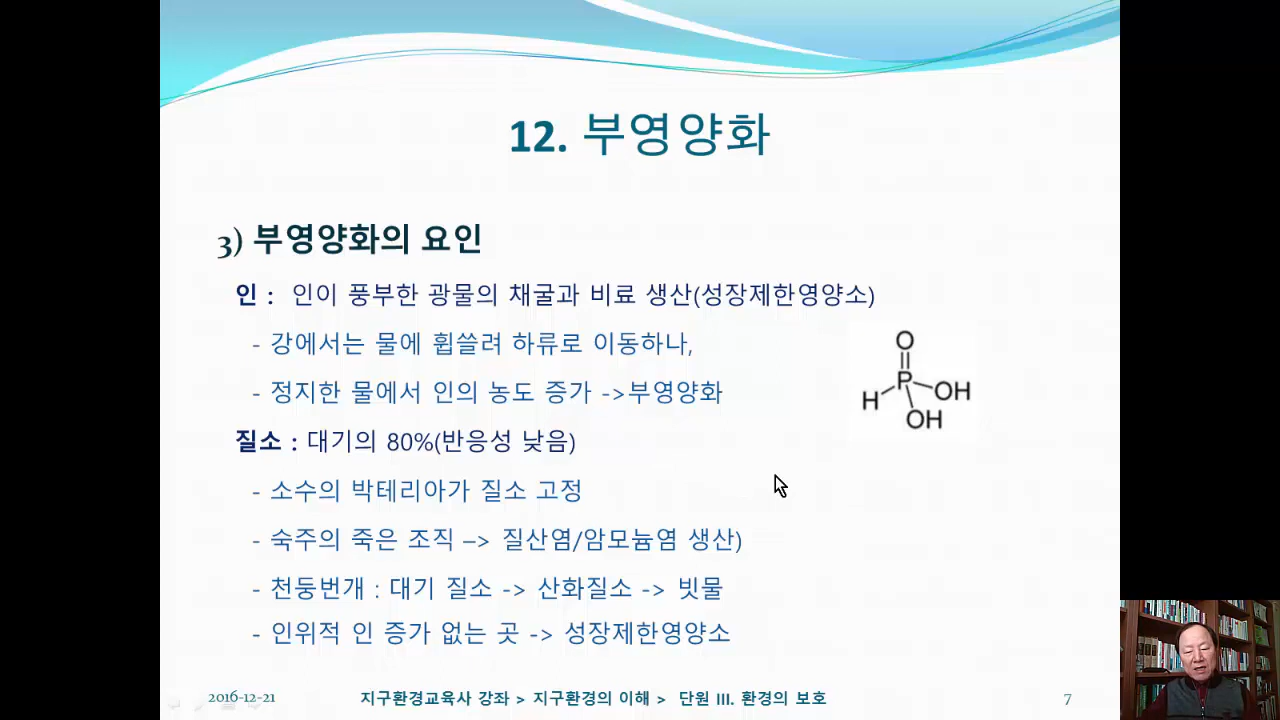 12. 부영양화
3) 부영양화의 요인
인 : 인이 풍부한 광물의 채굴과 비료 생산(성장제한영양소)
- 강에서는 물에 휩쓸려 하류로 이동하나,
- 정지한 물에서 인의 농도 증가 ->부영양화
O
P
H
OH
OH
질소 : 대기의 80%(반응성 낮음)
- 소수의 박테리아가 질소 고정
- 숙주의 죽은 조직 –> 질산염/암모늄염 생산)
- 천둥번개 : 대기 질소 -> 산화질소 -> 빗물
- 인위적 인 증가 없는 곳 -> 성장제한영양소
2016-12-21
지구환경교육사 강좌 > 지구환경의 이해 > 단원 III. 환경의 보호
7